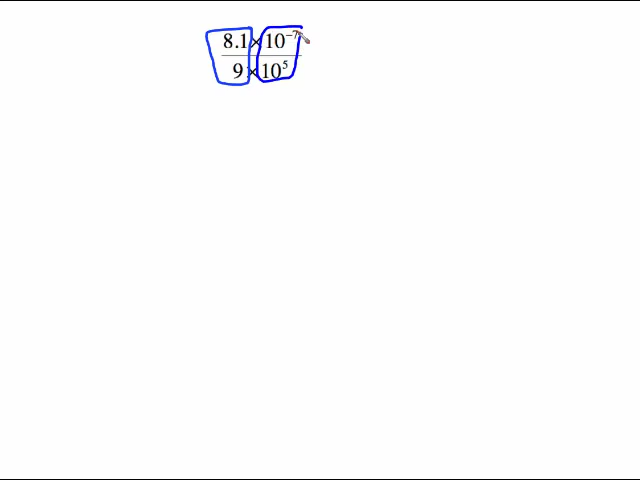 8.1 × 10⁻⁷
9 × 10⁵